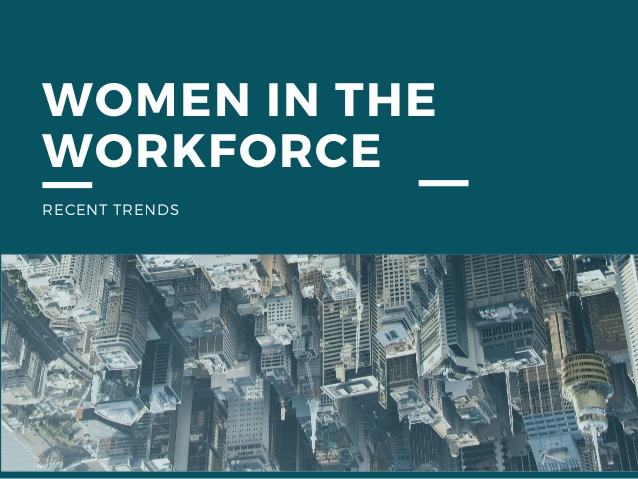 WOMEN IN THE
WORKFORCE
RECENT TRENDS